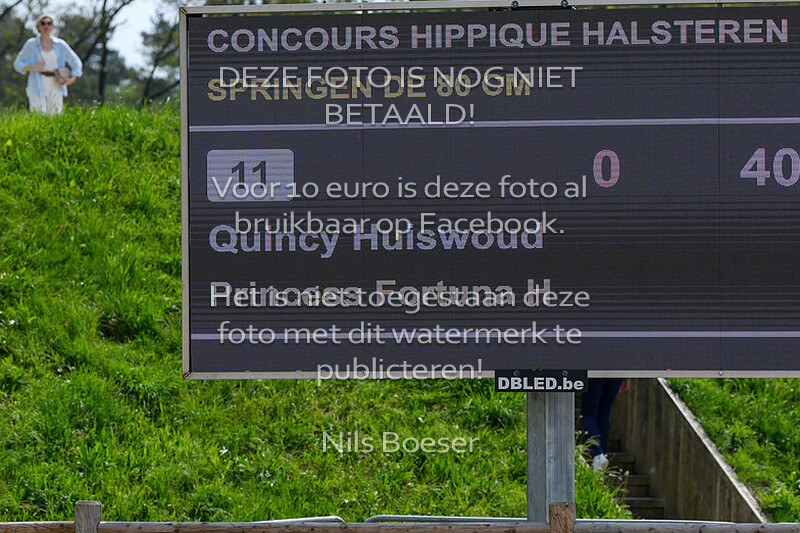 CONCOURS HIPPIQUE HALSTEREN
DEZE FOTO IS NOG NIET
SPRINGEN DE 80 CM
BETAALD!
11
0
40
Voor 10 euro is deze foto al
bruikbaar op Facebook.
Quincy Huiswoud
Princess Fortuna H
Het is niet toegestaan deze
foto met dit watermerk te
publicteren!
DBLED.be
Nils Boeser